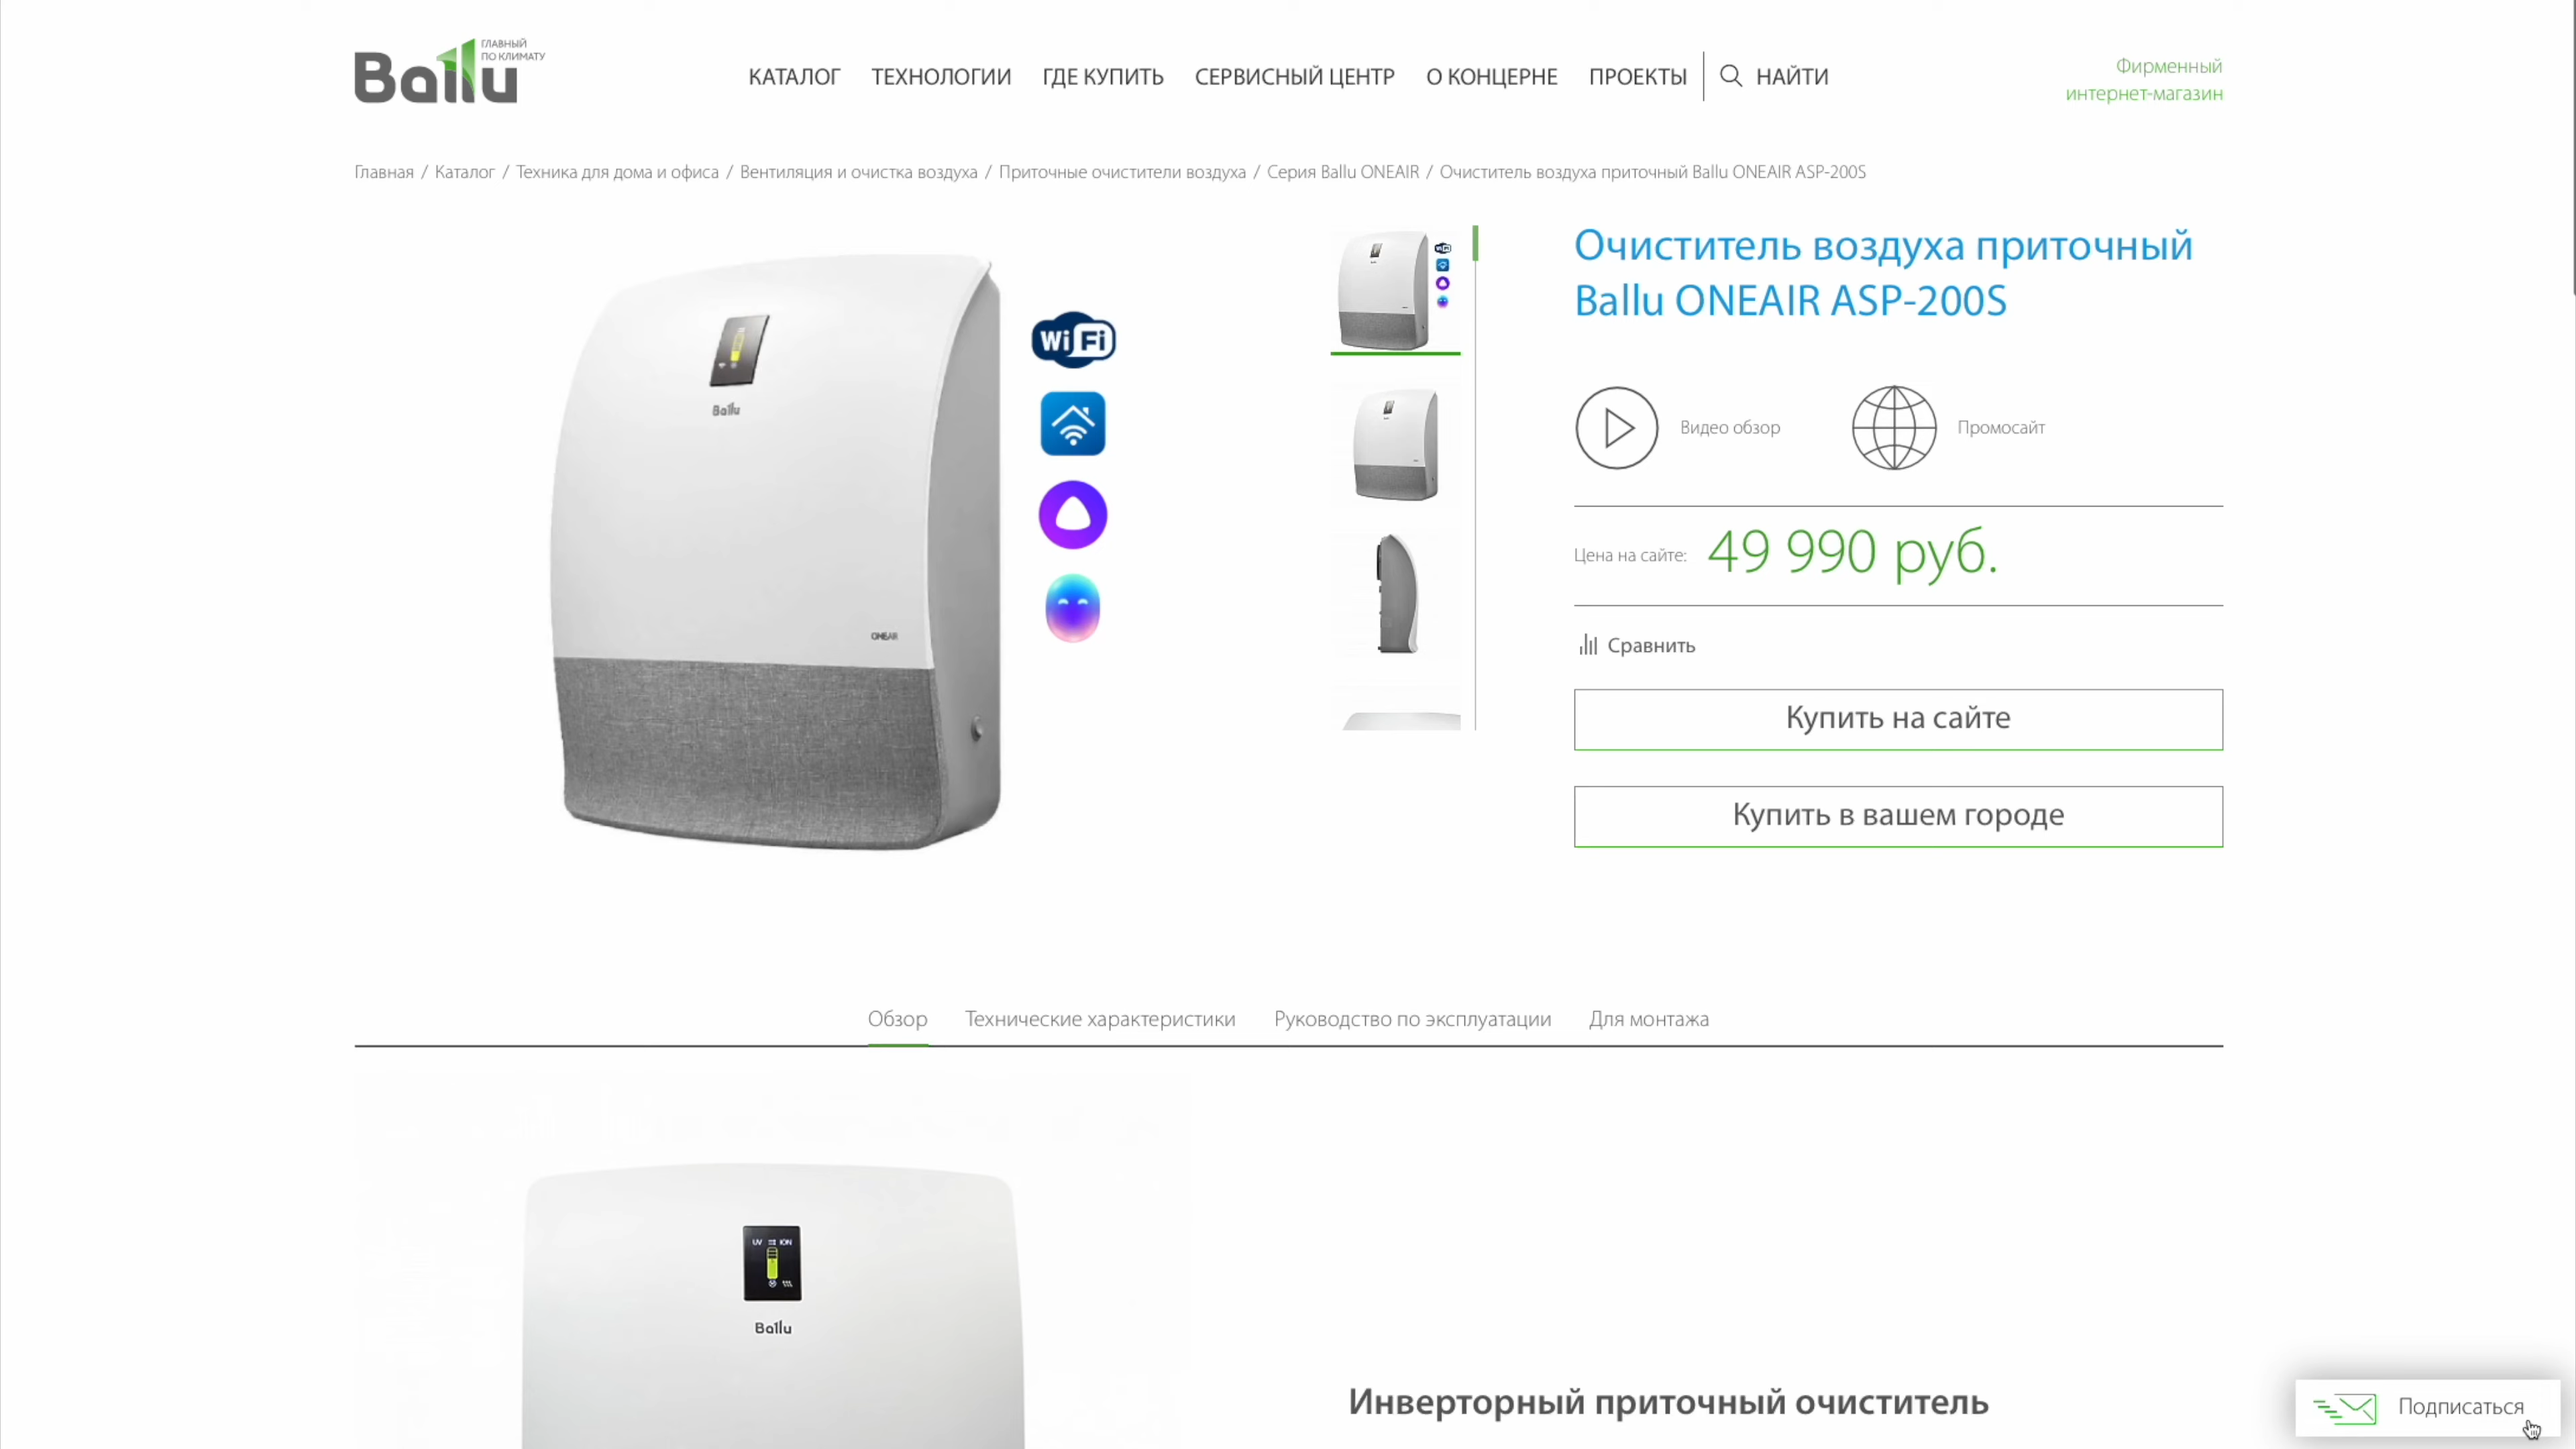 Ballu
ГЛАВНЫЙ
ПО КЛИМАТУ
КАТАЛОГ
ТЕХНОЛОГИИ
ГДЕ КУПИТЬ
СЕРВИСНЫЙ ЦЕНТР
О КОНЦЕРНЕ
ПРОЕКТЫ
НАЙТИ
Фирменный
интернет-магазин
Главная / Каталог / Техника для дома и офиса / Вентиляция и очистка воздуха / Приточные очистители воздуха / Серия Ballu ONEAIR / Очиститель воздуха приточный Ballu ONEAIR ASP-200S
Ballu
ONEAIR
Wi Fi
Очиститель воздуха приточный
Ballu ONEAIR ASP-200S
Видео обзор
Промосайт
Цена на сайте: 49 990 руб.
Сравнить
Купить на сайте
Купить в вашем городе
Обзор
Технические характеристики
Руководство по эксплуатации
Для монтажа
UV ION
Ballu
Инверторный приточный очиститель
Подписаться